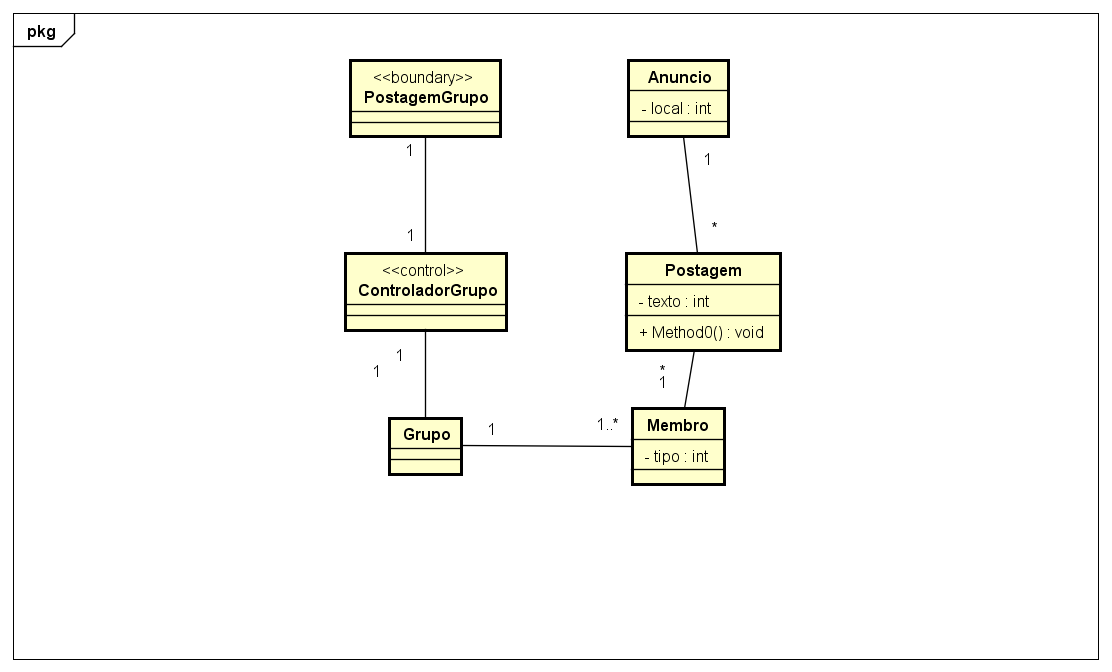 pkg
<<boundary>>
PostagemGrupo
1
1
<<control>>
ControladorGrupo
1
1
Grupo
1
1..*
Anuncio
- local : int
1
*
Postagem
- texto : int
+ Method0() : void
*
1
Membro
- tipo : int